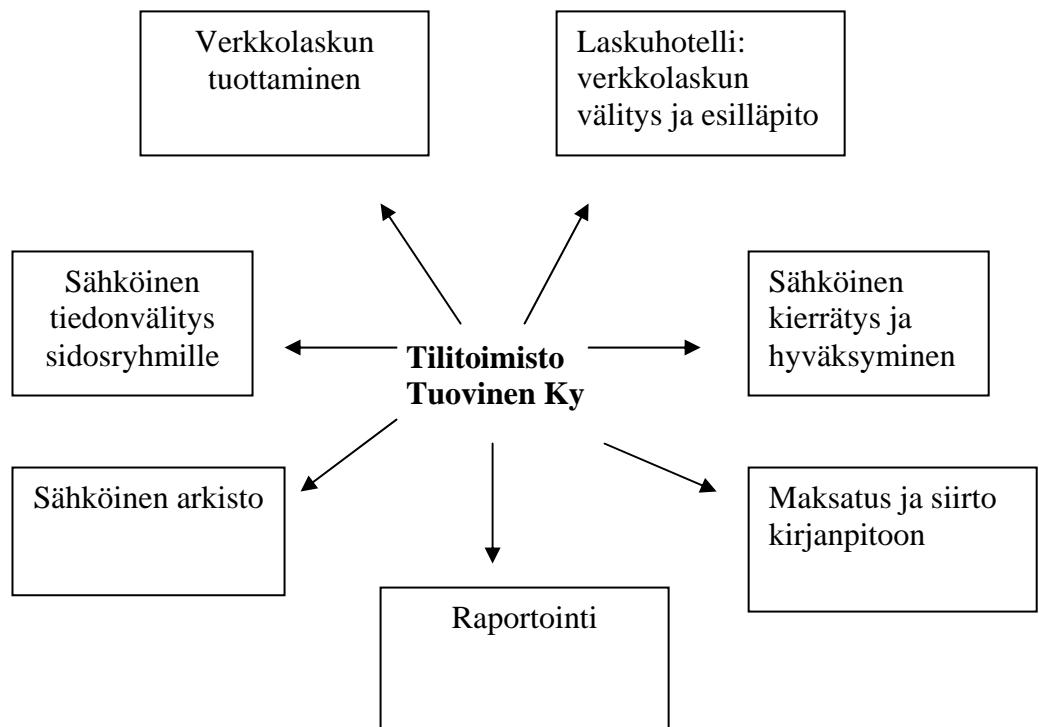 Verkkolaskun
tuottaminen
Laskuhotelli:
verkkolaskun
välitys ja esilläpito
Sähköinen
tiedonvälitys
sidosryhmille
Sähköinen
kierrätys ja
hyväksyminen
Tilitoimisto
Tuovinen Ky
Sähköinen arkisto
Maksatus ja siirto
kirjanpitoon
Raportointi